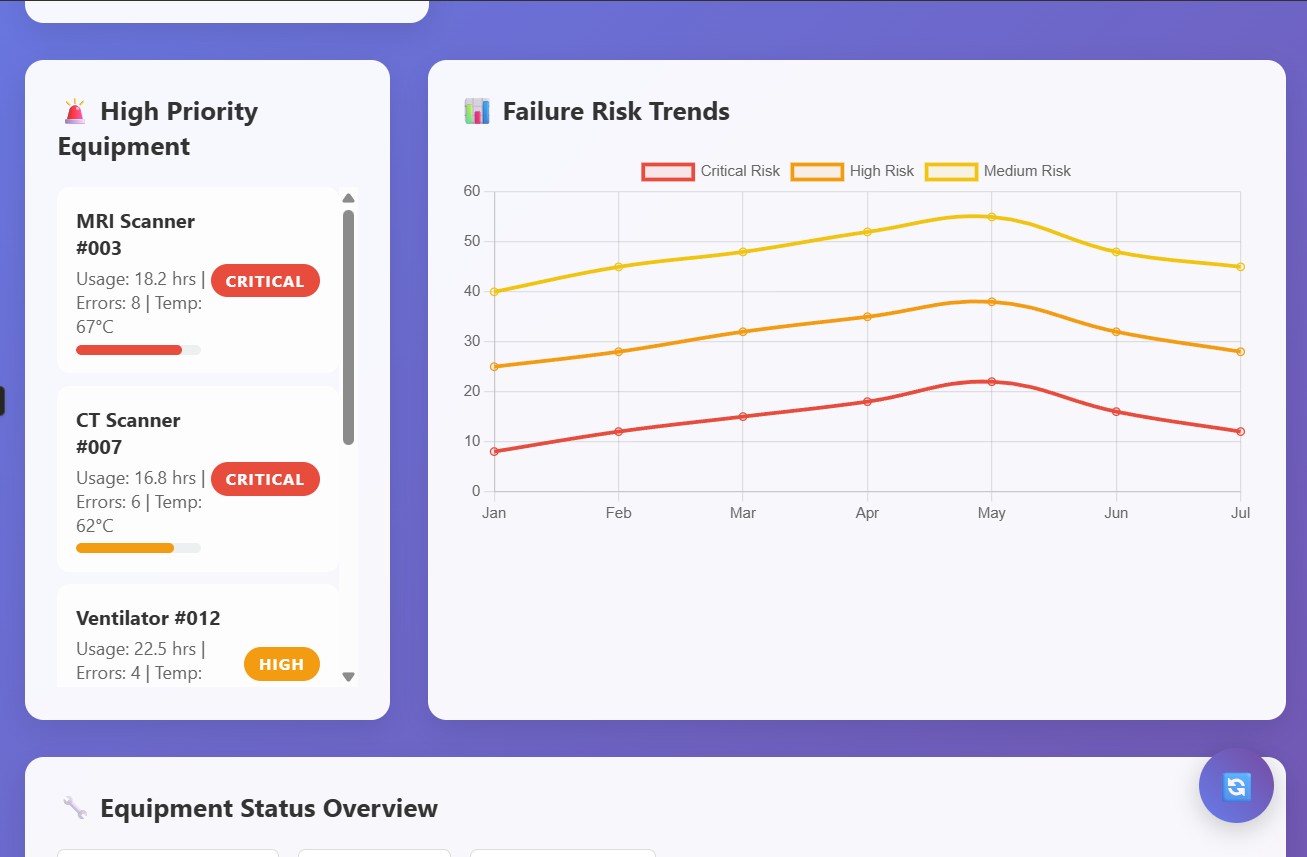 High Priority
Equipment
MRI Scanner
#003
Usage: 18.2 hrs |
Errors: 8 | Temp:
67°C
CRITICAL
CT Scanner
#007
Usage: 16.8 hrs |
Errors: 6 | Temp:
62°C
CRITICAL
Ventilator #012
Usage: 22.5 hrs |
Errors: 4 | Temp:
HIGH
Failure Risk Trends
Critical Risk High Risk Medium Risk
60
50
40
30
20
10
0
Jan Feb Mar Apr May Jun Jul
Equipment Status Overview